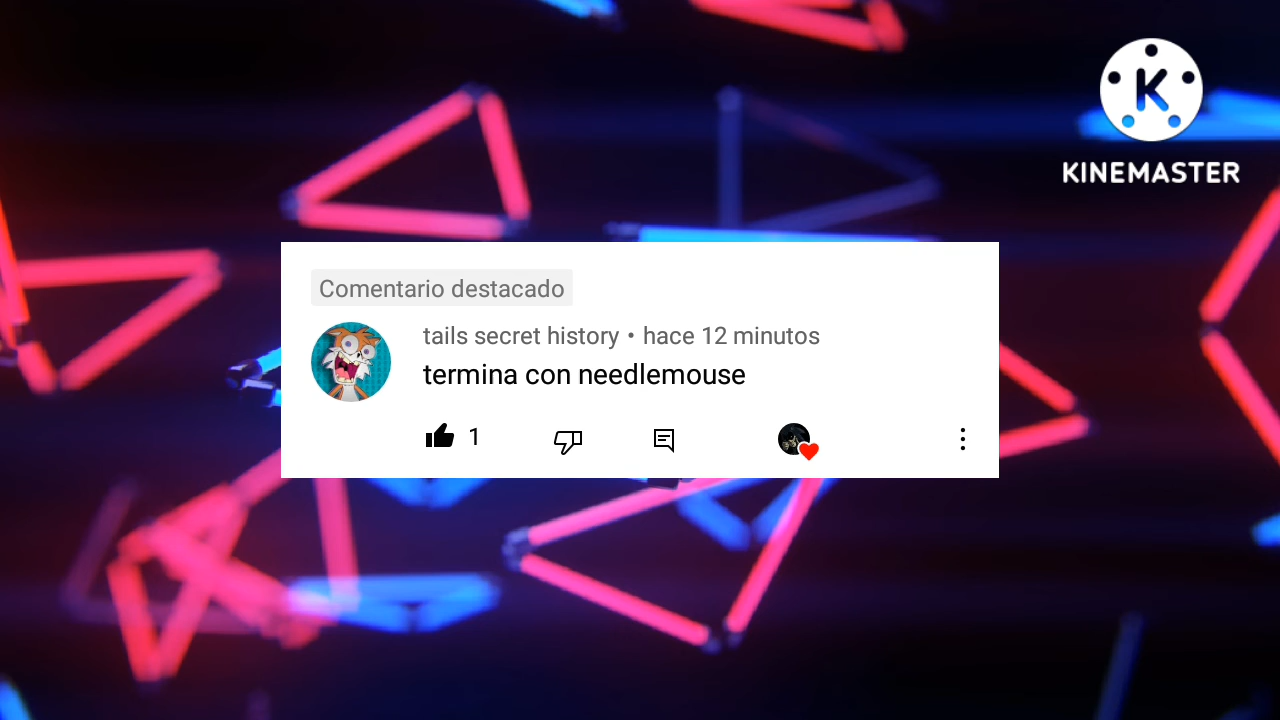 K
KINEMASTER
Comentario destacado
tails secret history • hace 12 minutos
termina con needlemouse
1